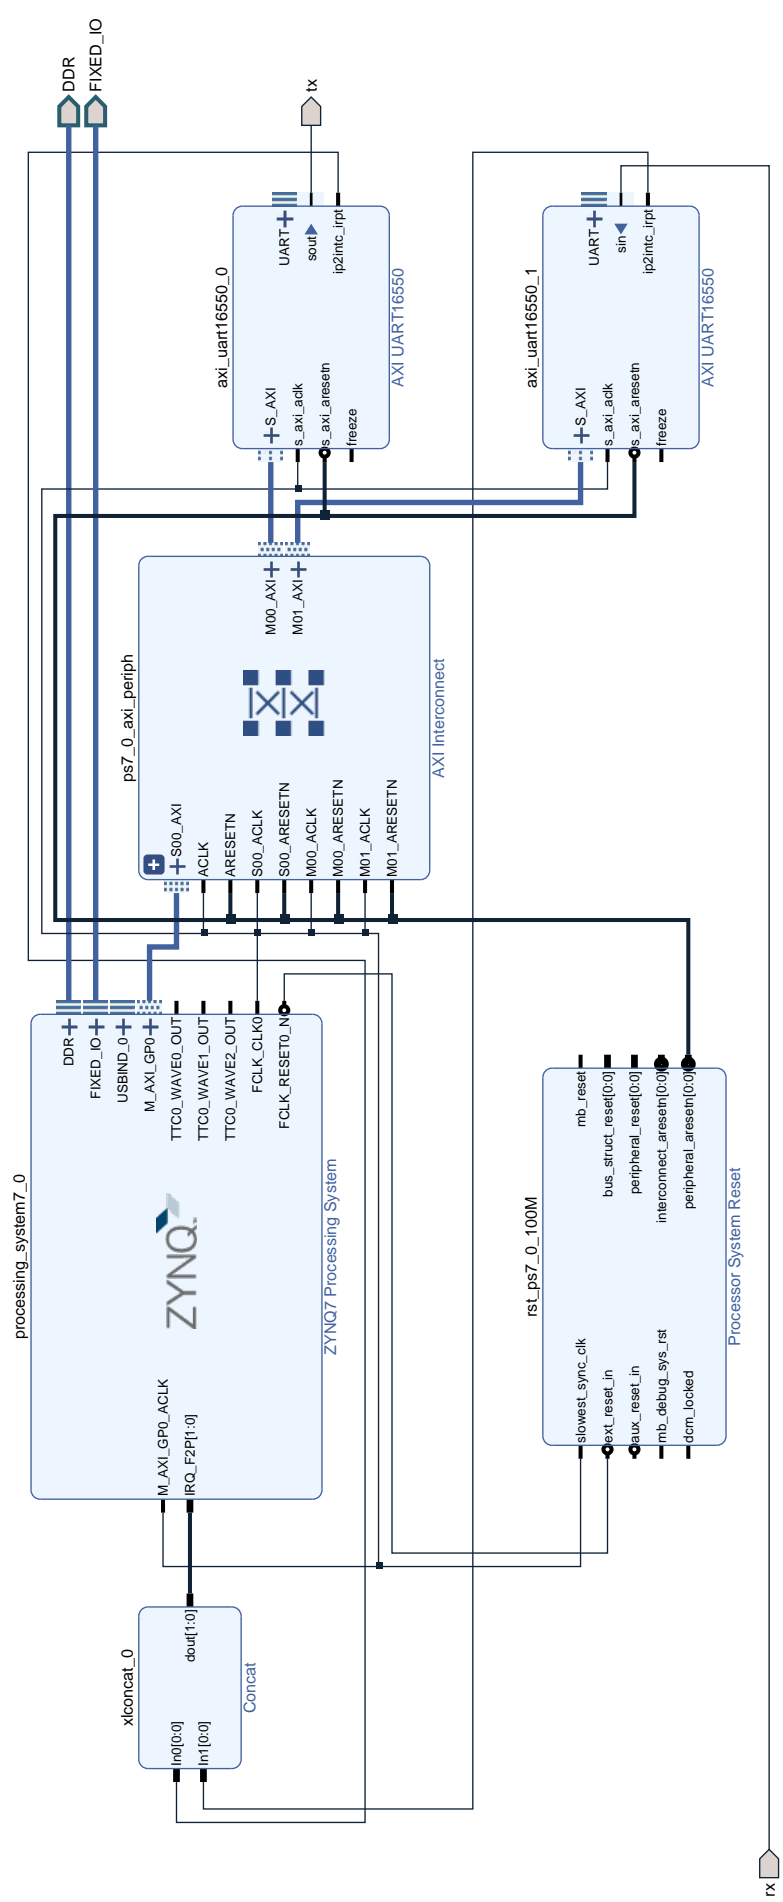 rx
xlconcat_0
In0[0:0]
In1[0:0]
dout[1:0]
Concat
processing_system7_0
M_AXI_GP0_ACLK
IRQ_F2P[1:0]
ZYNQ
DDR
FIXED_IO
USBIND_0
M_AXI_GP0
TTC0_WAVE0_OUT
TTC0_WAVE1_OUT
TTC0_WAVE2_OUT
FCLK_CLK0
FCLK_RESET0_N
ZYNQ7 Processing System
rst_ps7_0_100M
slowest_sync_clk
ext_reset_in
aux_reset_in
mb_debug_sys_rst
dcm_locked
mb_reset
bus_struct_reset[0:0]
peripheral_reset[0:0]
interconnect_aresetn[0:0]
peripheral_aresetn[0:0]
Processor System Reset
ps7_0_axi_periph
S00_AXI
ACLK
ARESETN
S00_ACLK
S00_ARESETN
M00_ACLK
M00_ARESETN
M01_ACLK
M01_ARESETN
M00_AXI
M01_AXI
AXI Interconnect
axi_uart16550_0
S_AXI
s_axi_aclk
s_axi_aresetn
freeze
UART
sout
ip2intc_irpt
AXI UART16550
axi_uart16550_1
S_AXI
s_axi_aclk
s_axi_aresetn
freeze
UART
sin
ip2intc_irpt
AXI UART16550
DDR
FIXED_IO
tx